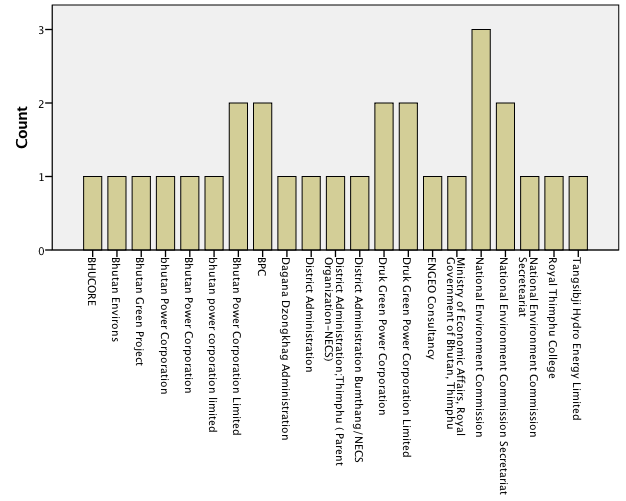 Count
3
2
1
0
BHUCORE
Bhutan Environs
Bhutan Green Project
bhutan Power Corporation
Bhutan Power Corporation
bhutan power corporation limited
Bhutan Power Corporation Limited
BPC
Dagana Dzongkhag Administration
District Administration
District Administration;Thimphu ( Parent
Organization-NECS)
District Administration Bumthang/NECS
Druk Green Power Corporation
Druk Green Power Corporation Limited
ENGEO Consultancy
Ministry of Economic Affairs, Royal
Government of Bhutan, Thimphu
National Environment Commission
National Environment Commission Secretariat
National Environment Commission
Secreteariat
Royal Thimphu College
Tangsibji Hydro Energy Limited